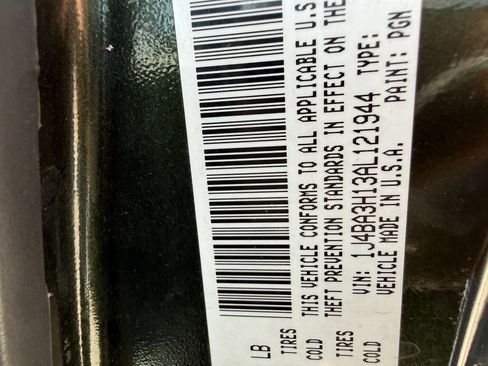 LB
TIRES
COLD
THIS VEHICLE CONFORMS TO ALL APPLICABLE U.S
THEFT PREVENTION STANDARDS IN EFFECT ON THE
VIN: 1J4BA3H13AL121944 TYPE:
VEHICLE MADE IN U.S.A. PAINT: PGN
LB
TIRES
COLD